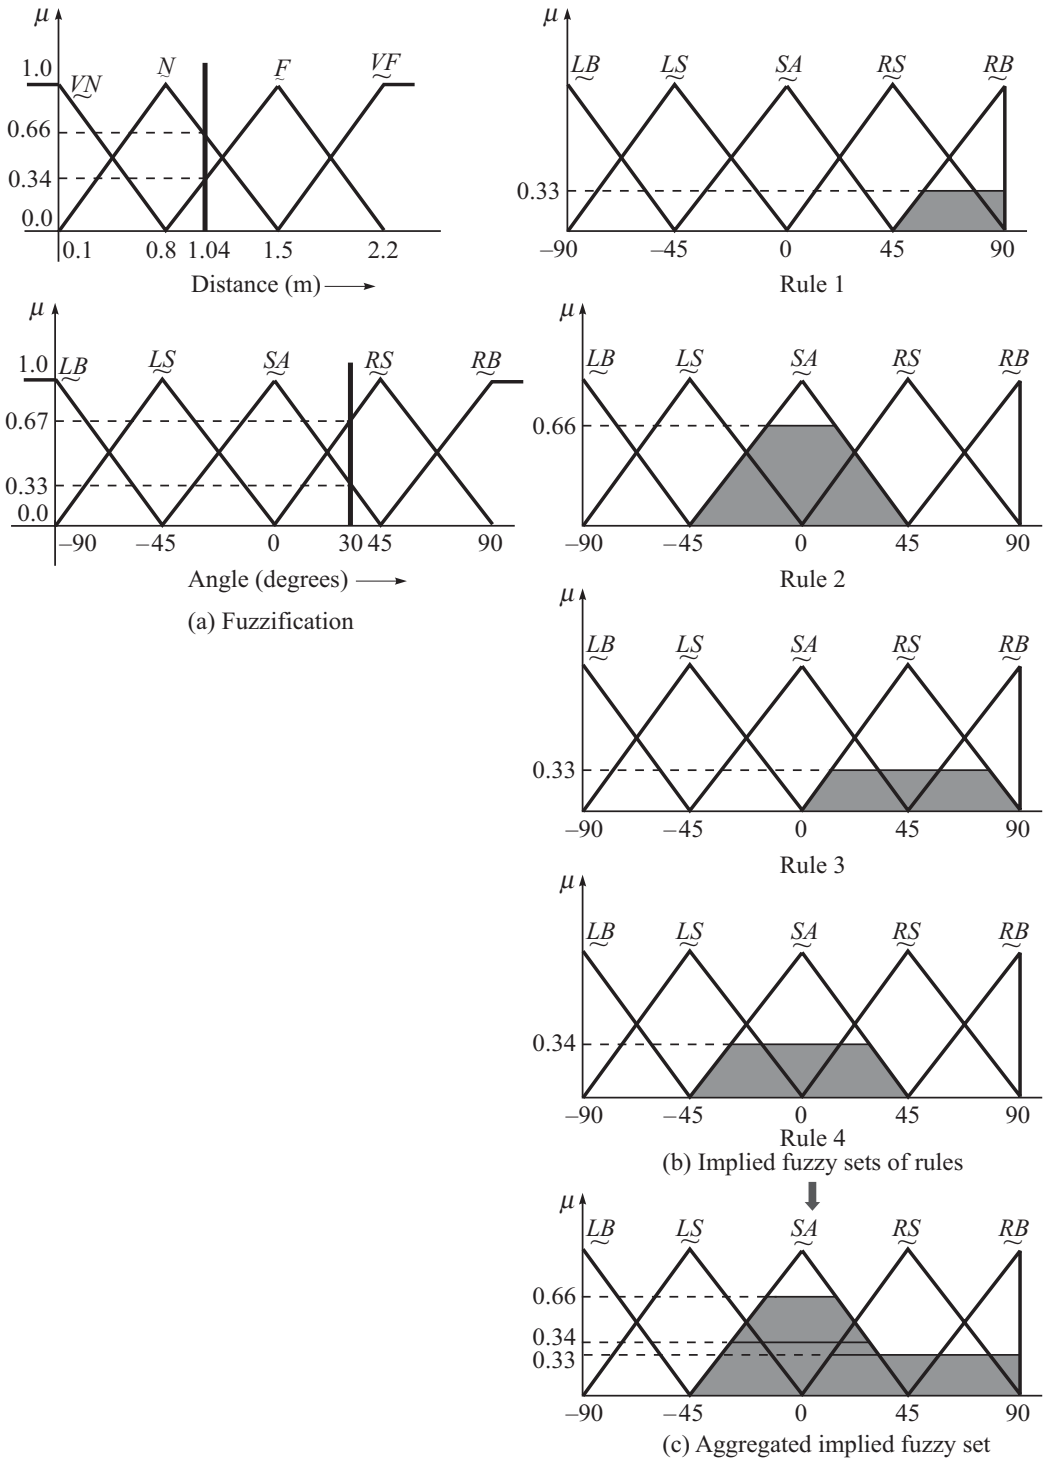 μ
1.0
VN N F VF
0.66
0.34
0.0
0.1 0.8 1.04 1.5 2.2
Distance (m)
μ
1.0
LB LS SA RS RB
0.67
0.33
0.0
–90 –45 0 30 45 90
Angle (degrees)
(a) Fuzzification
μ
LB LS SA RS RB
0.33
–90 –45 0 45 90
Rule 1
μ
LB LS SA RS RB
0.66
–90 –45 0 45 90
Rule 2
μ
LB LS SA RS RB
0.33
–90 –45 0 45 90
Rule 3
μ
LB LS SA RS RB
0.34
–90 –45 0 45 90
Rule 4
(b) Implied fuzzy sets of rules
μ
LB LS SA RS RB
0.66
0.34
0.33
–90 –45 0 45 90
(c) Aggregated implied fuzzy set